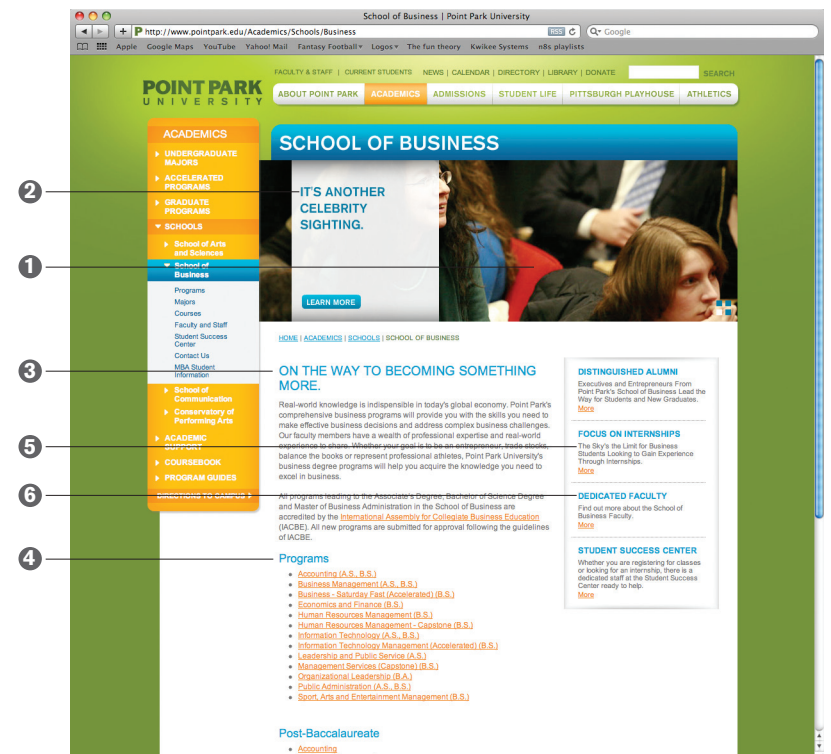 School of Business | Point Park University
http://www.pointpark.edu/Academics/Schools/Business
RSS
Google
Apple Google Maps YouTube Yahoo! Mail Fantasy Football Logos The fun theory Kwikee Systems n8s playlists
FACULTY & STAFF | CURRENT STUDENTS NEWS | CALENDAR | DIRECTORY | LIBRARY | DONATE SEARCH
POINT PARK
UNIVERSITY
ABOUT POINT PARK ACADEMICS ADMISSIONS STUDENT LIFE PITTSBURGH PLAYHOUSE ATHLETICS
ACADEMICS
UNDERGRADUATE
MAJORS
ACCELERATED
PROGRAMS
GRADUATE
PROGRAMS
SCHOOLS
School of Arts
and Sciences
School of
Business
Programs
Majors
Courses
Faculty and Staff
Student Success
Center
Contact Us
MBA Student
Information
School of
Communication
Conservatory of
Performing Arts
ACADEMIC
SUPPORT
COURSEBOOK
PROGRAM GUIDES
DIRECTIONS TO CAMPUS
2
1
3
5
6
4
SCHOOL OF BUSINESS
IT'S ANOTHER
CELEBRITY
SIGHTING.
LEARN MORE
HOME | ACADEMICS | SCHOOLS | SCHOOL OF BUSINESS
ON THE WAY TO BECOMING SOMETHING
MORE.
Real-world knowledge is indispensible in today's global economy. Point Park's
comprehensive business programs will provide you with the skills you need to
make effective business decisions and address complex business challenges.
Our faculty members have a wealth of professional expertise and real-world
experience to share. Whether your goal is to be an entrepreneur, trade stocks,
balance the books or represent professional athletes, Point Park University's
business degree programs will help you acquire the knowledge you need to
excel in business.
All programs leading to the Associate's Degree, Bachelor of Science Degree
and Master of Business Administration in the School of Business are
accredited by the International Assembly for Collegiate Business Education
(IACBE). All new programs are submitted for approval following the guidelines
of IACBE.
Programs
Accounting (A.S., B.S.)
Business Management (A.S., B.S.)
Business - Saturday Fast (Accelerated) (B.S.)
Economics and Finance (B.S.)
Human Resources Management (B.S.)
Human Resources Management - Capstone (B.S.)
Information Technology (A.S., B.S.)
Information Technology Management (Accelerated) (B.S.)
Leadership and Public Service (A.S.)
Management Services (Capstone) (B.S.)
Organizational Leadership (B.A.)
Public Administration (A.S., B.S.)
Sport, Arts and Entertainment Management (B.S.)
Post-Baccalaureate
Accounting
DISTINGUISHED ALUMNI
Executives and Entrepreneurs From
Point Park's School of Business Lead the
Way for Students and New Graduates.
More
FOCUS ON INTERNSHIPS
The Sky's the Limit for Business
Students Looking to Gain Experience
Through Internships.
More
DEDICATED FACULTY
Find out more about the School of
Business Faculty.
More
STUDENT SUCCESS CENTER
Whether you are registering for classes
or looking for an internship, there is a
dedicated staff at the Student Success
Center ready to help.
More